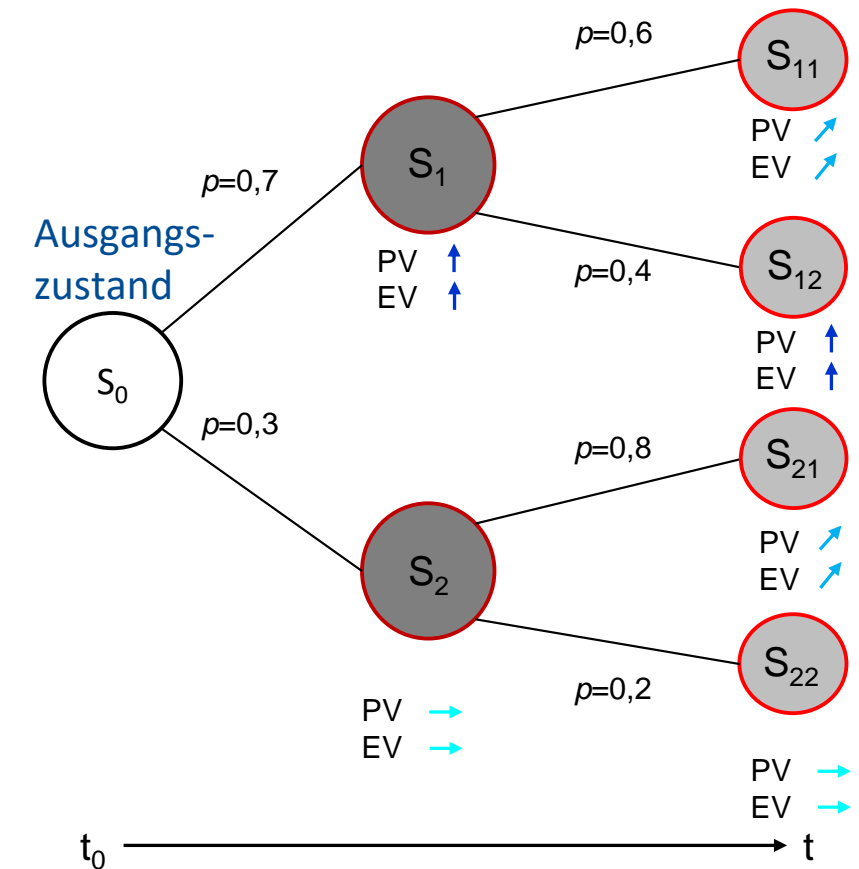 p=0,6
S₁₁
PV ↗
EV ↗
S₁
p=0,7
Ausgangs-
zustand
PV ↑
EV ↑
p=0,4
S₁₂
PV ↑
EV ↑
S₀
p=0,3
p=0,8
S₂₁
PV ↗
EV ↗
S₂
p=0,2
S₂₂
PV →
EV →
PV →
EV →
t₀ → t